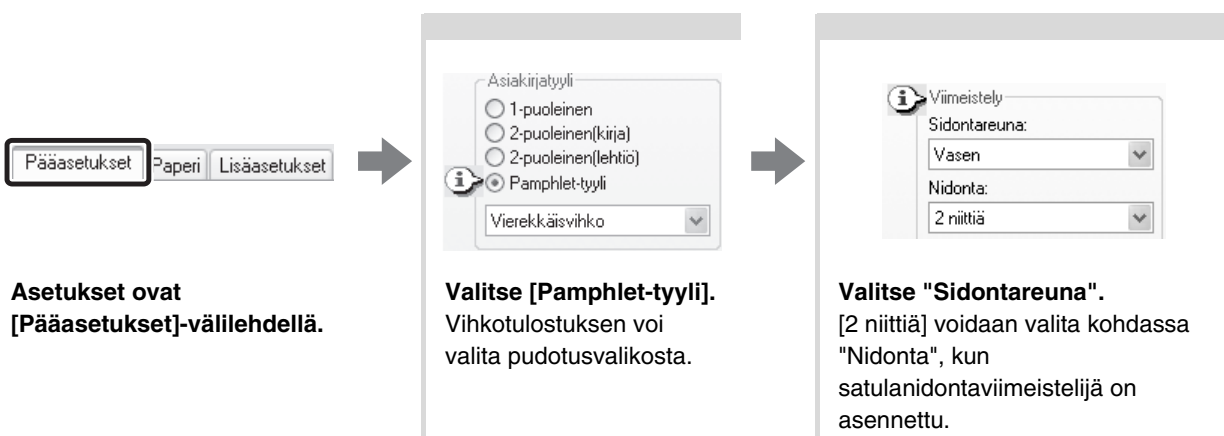 Pääasetukset Paperi Lisäasetukset
Asetukset ovat
[Pääasetukset]-välilehdellä.
Asiakirjatyyli
1-puoleinen
2-puoleinen(kirja)
2-puoleinen(lehtiö)
Pamphlet-tyyli
Vierekkäisvihko
Valitse [Pamphlet-tyyli].
Vihkotulostuksen voi
valita pudotusvalikosta.
Viimeistely
Sidontareuna:
Vasen
Nidonta:
2 niittiä
Valitse "Sidontareuna".
[2 niittiä] voidaan valita kohdassa
"Nidonta", kun
satulanidontaviimeistelijä on
asennettu.